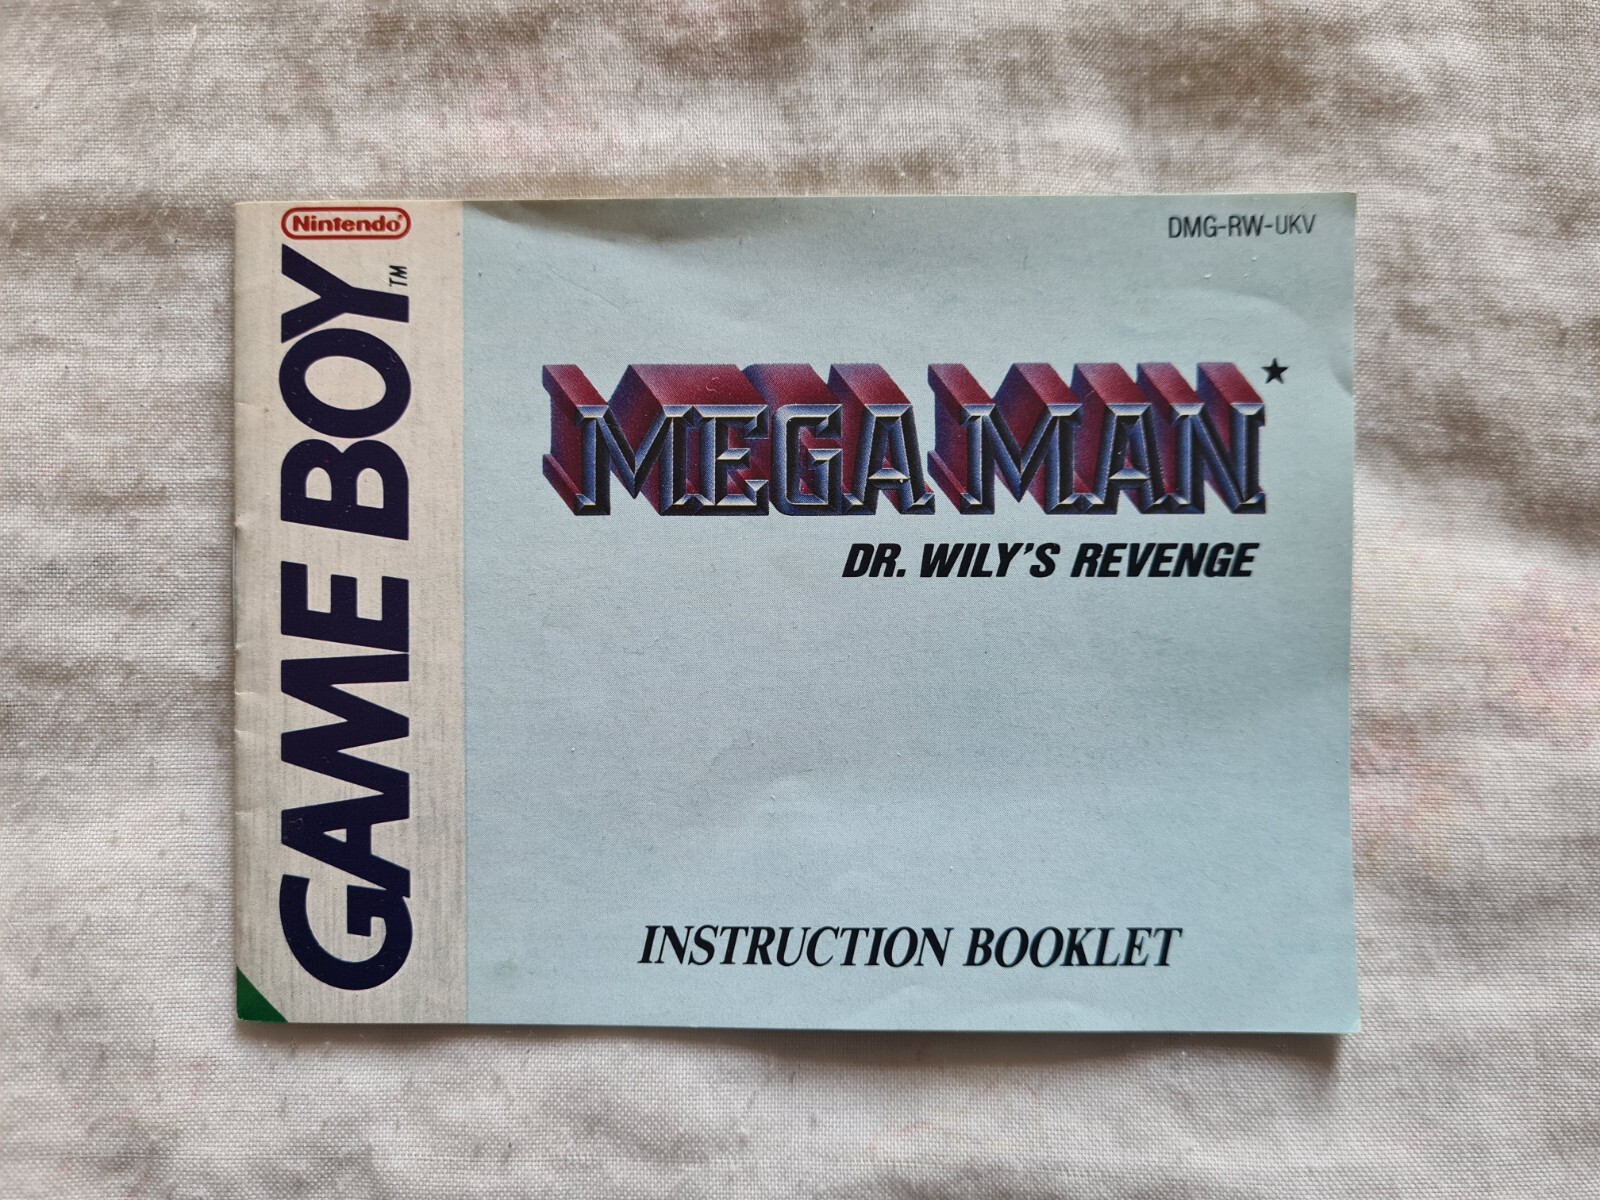 Nintendo®
GAME BOY™
DMG-RW-UKV
MEGA MAN★
DR. WILY'S REVENGE
INSTRUCTION BOOKLET